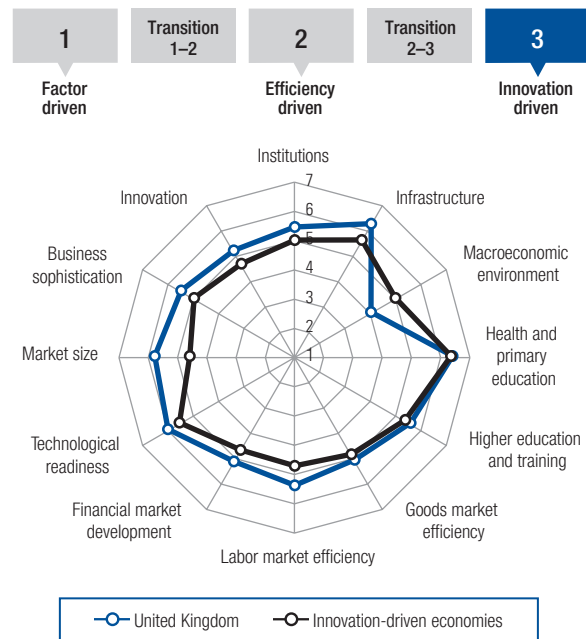 1
Transition
1–2
2
Transition
2–3
3
Factor
driven
Efficiency
driven
Innovation
driven
Institutions
Infrastructure
Macroeconomic
environment
Health and
primary
education
Higher education
and training
Goods market
efficiency
Labor market efficiency
Financial market
development
Technological
readiness
Market size
Business
sophistication
Innovation
7
6
5
4
3
2
1
United Kingdom
Innovation-driven economies